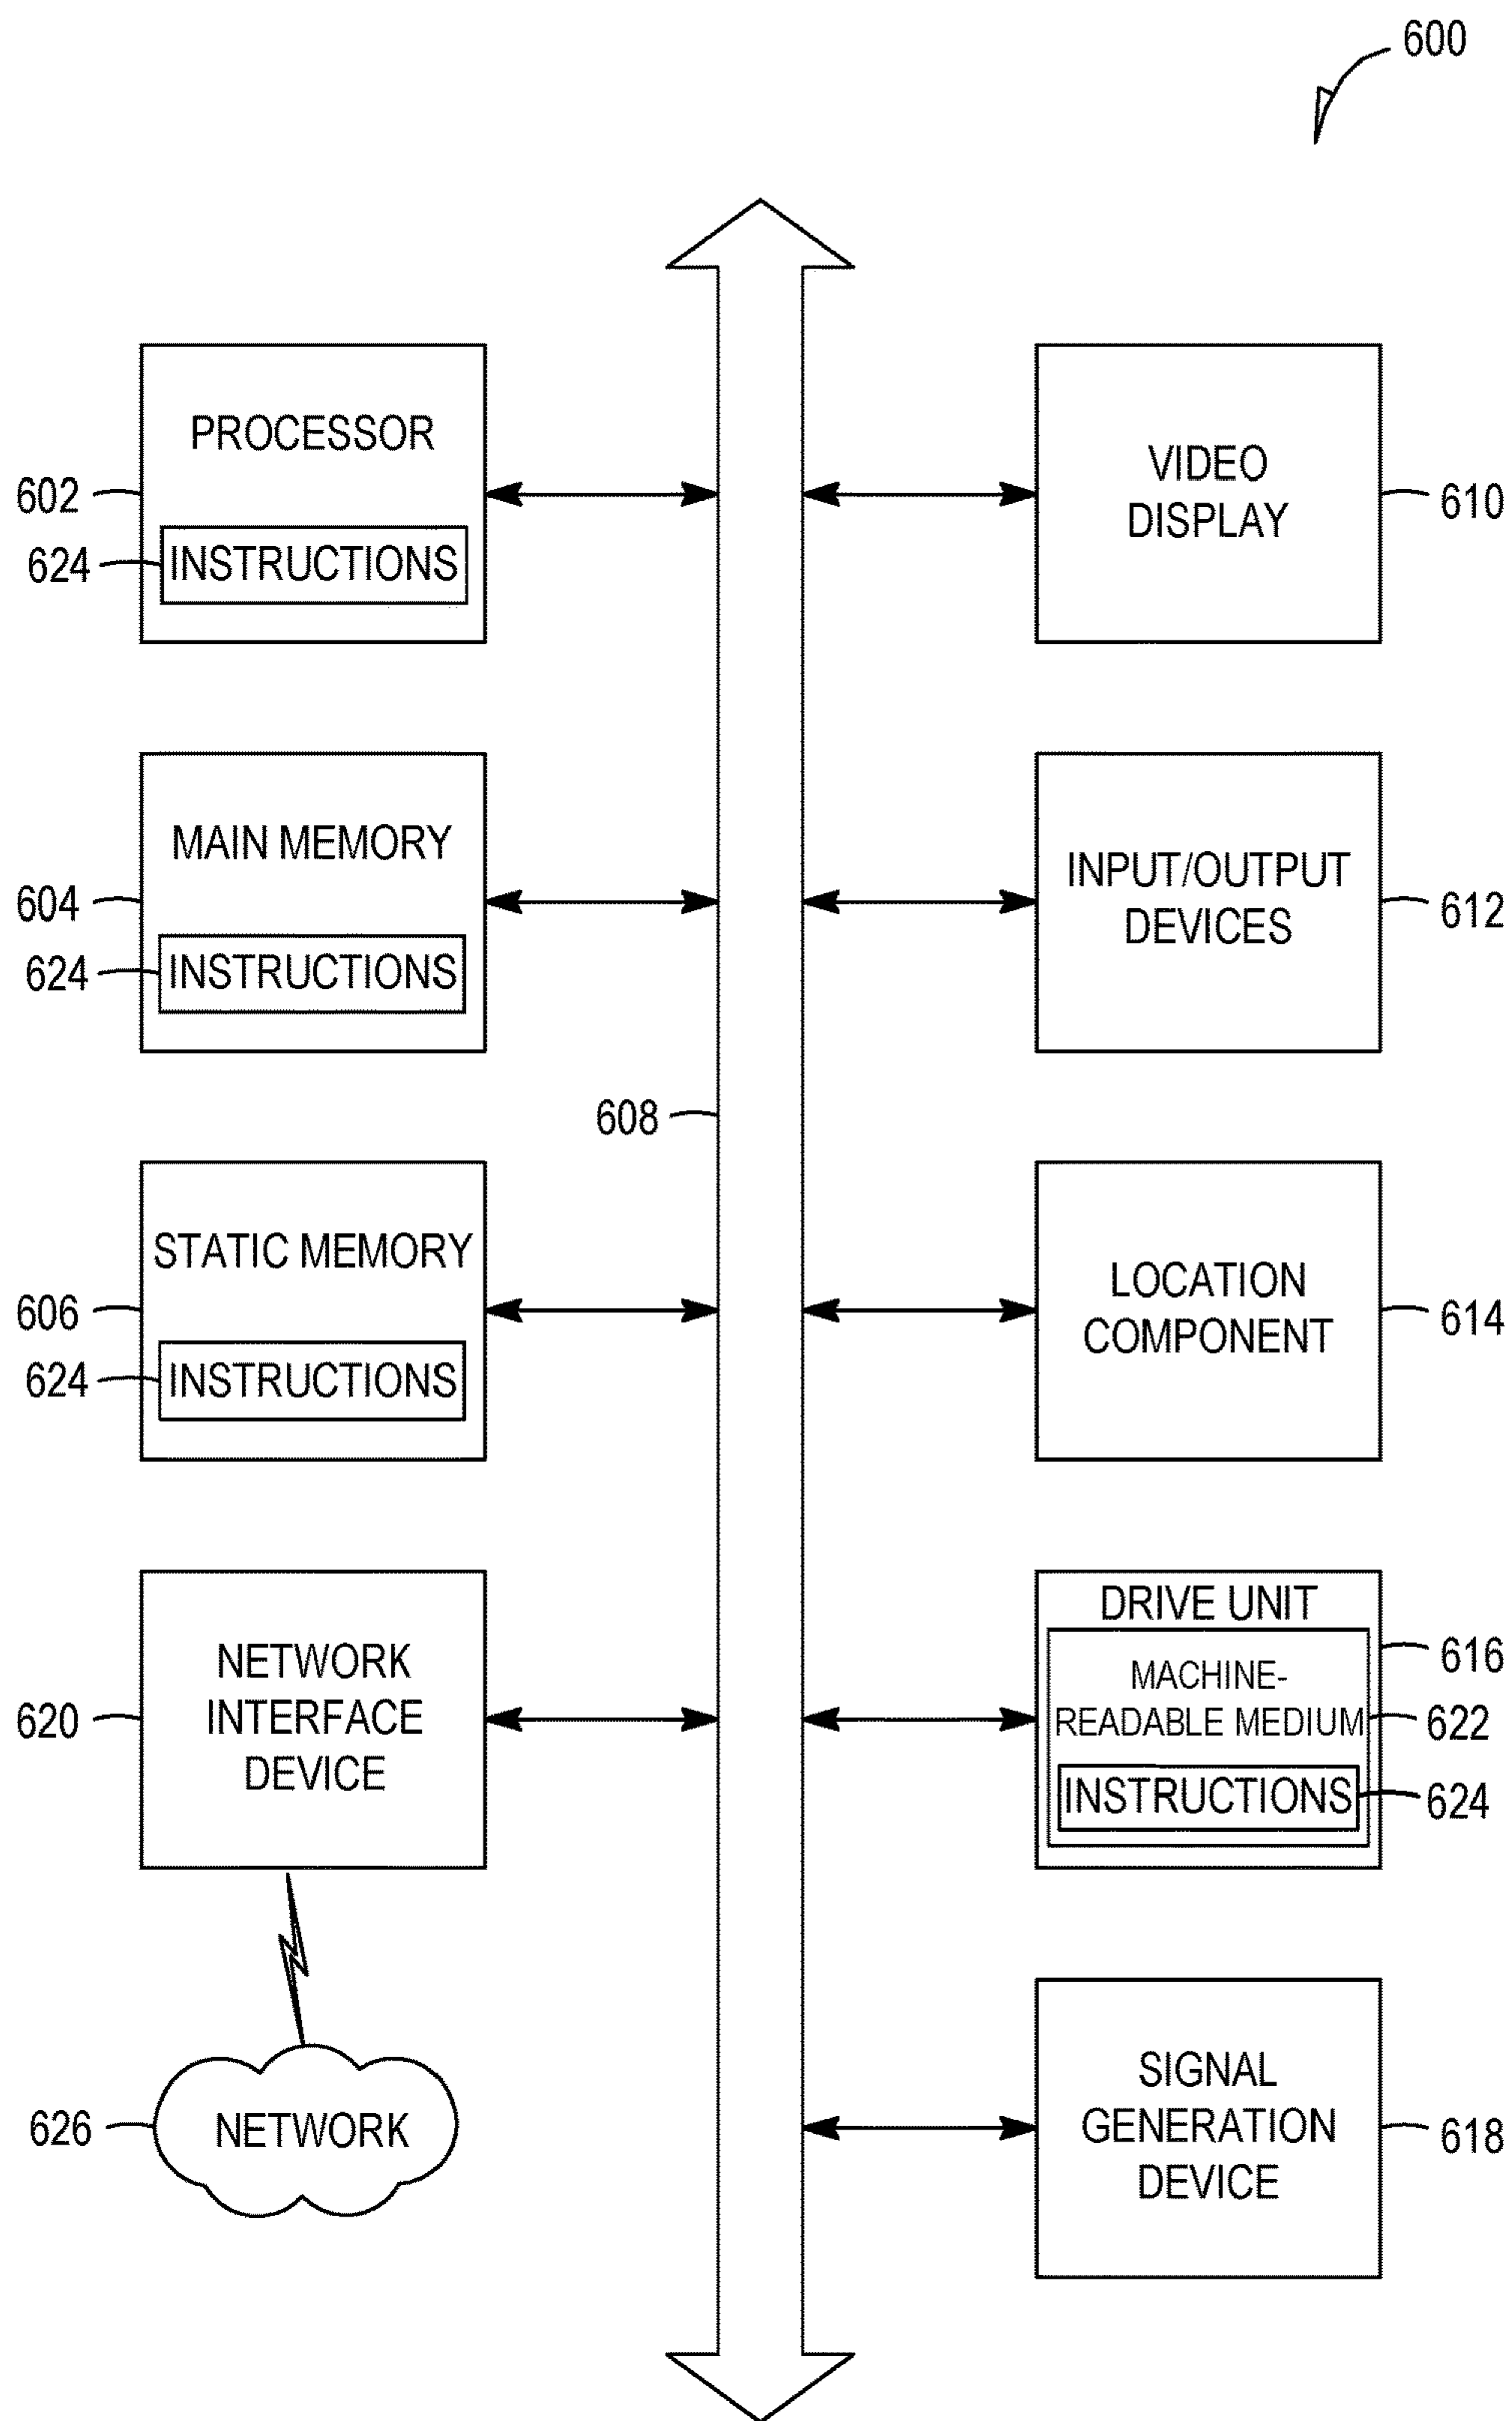 600
PROCESSOR
602
624
INSTRUCTIONS
VIDEO
DISPLAY
610
MAIN MEMORY
604
624
INSTRUCTIONS
INPUT/OUTPUT
DEVICES
612
608
STATIC MEMORY
606
624
INSTRUCTIONS
LOCATION
COMPONENT
614
NETWORK
INTERFACE
DEVICE
620
DRIVE UNIT
616
MACHINE-
READABLE MEDIUM
622
INSTRUCTIONS
624
626
NETWORK
SIGNAL
GENERATION
DEVICE
618